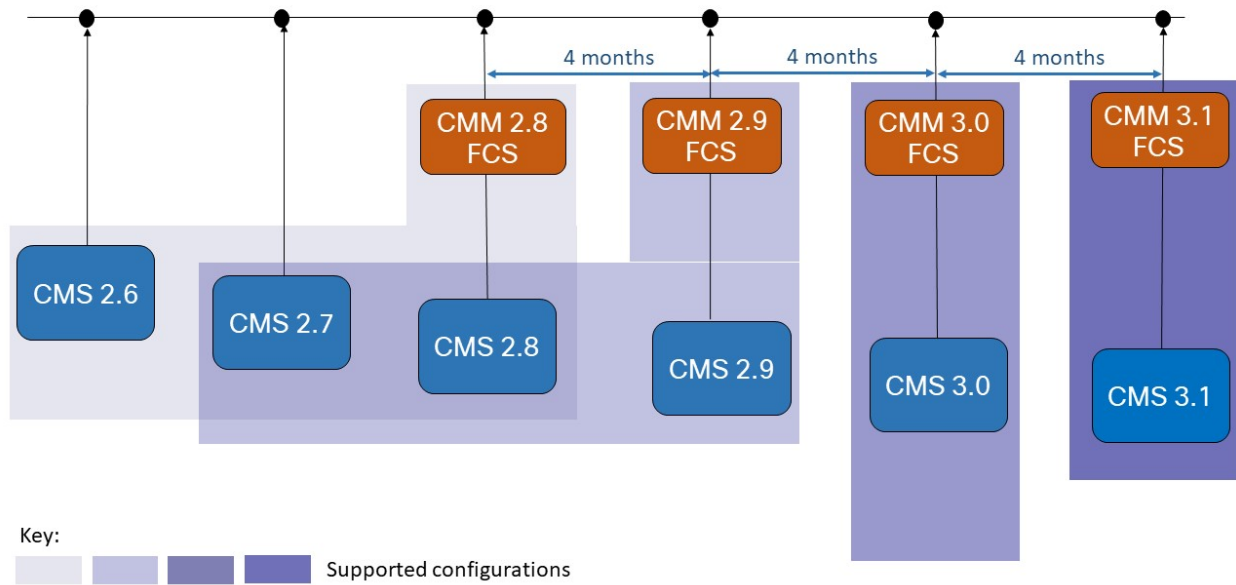 4 months
4 months
4 months
CMM 2.8
FCS
CMM 2.9
FCS
CMM 3.0
FCS
CMM 3.1
FCS
CMS 2.6
CMS 2.7
CMS 2.8
CMS 2.9
CMS 3.0
CMS 3.1
Key:
Supported configurations